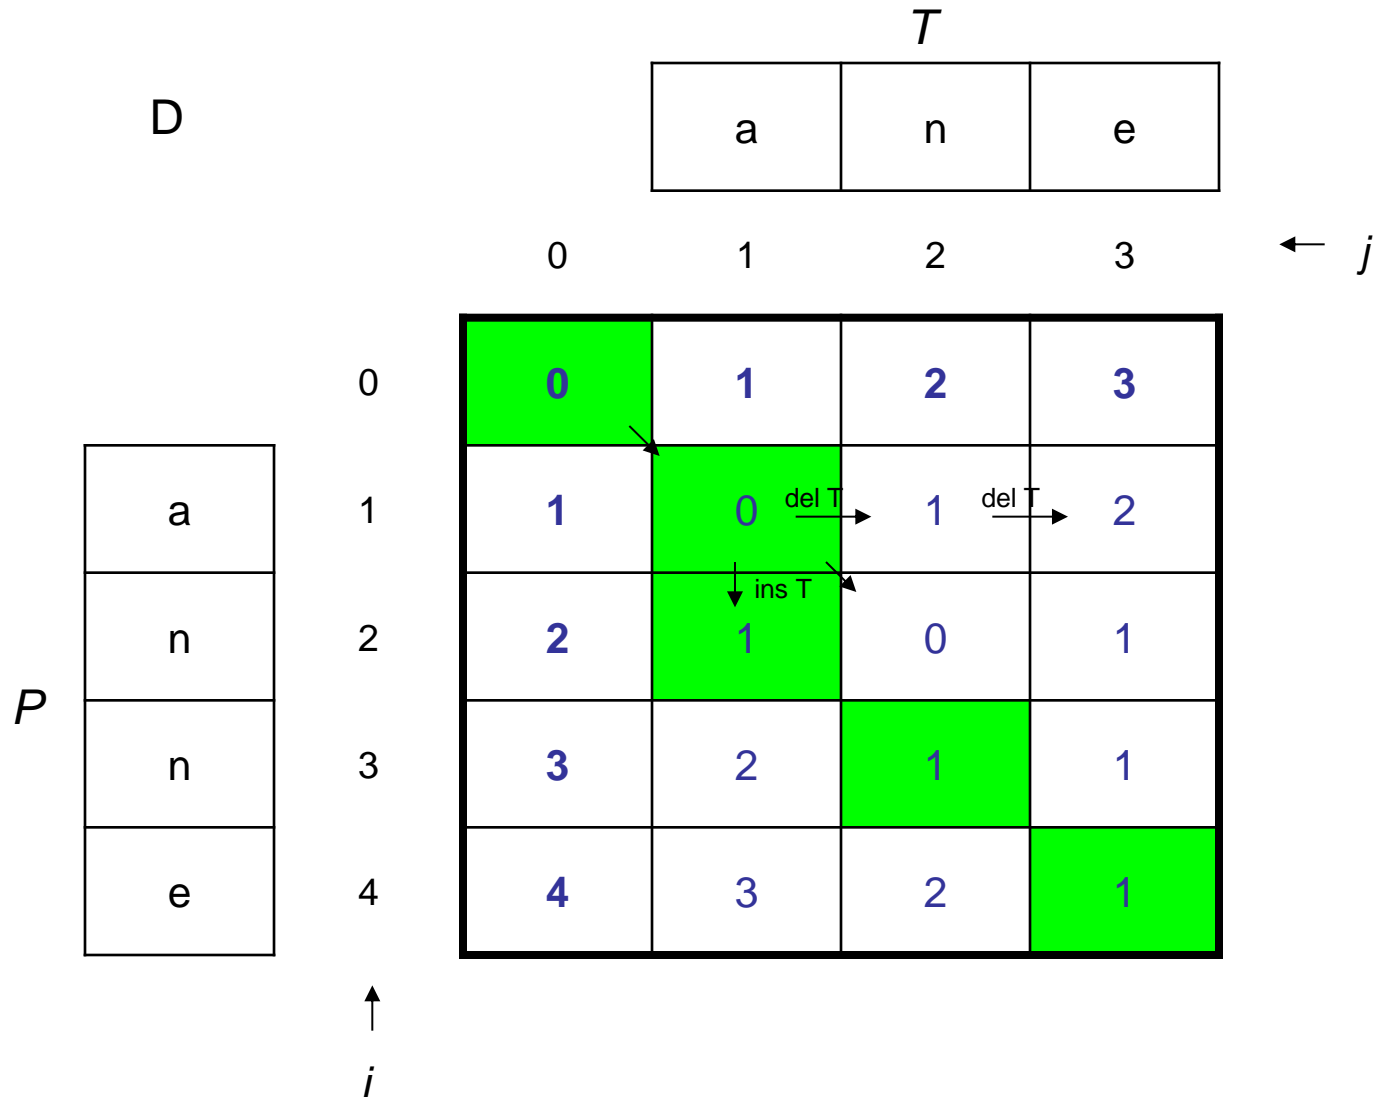 T
D
a n e
0 1 2 3 j
0 0 1 2 3
a 1 1 0 del T 1 del T 2
ins T
n 2 2 1 0 1
P
n 3 3 2 1 1
e 4 4 3 2 1
i